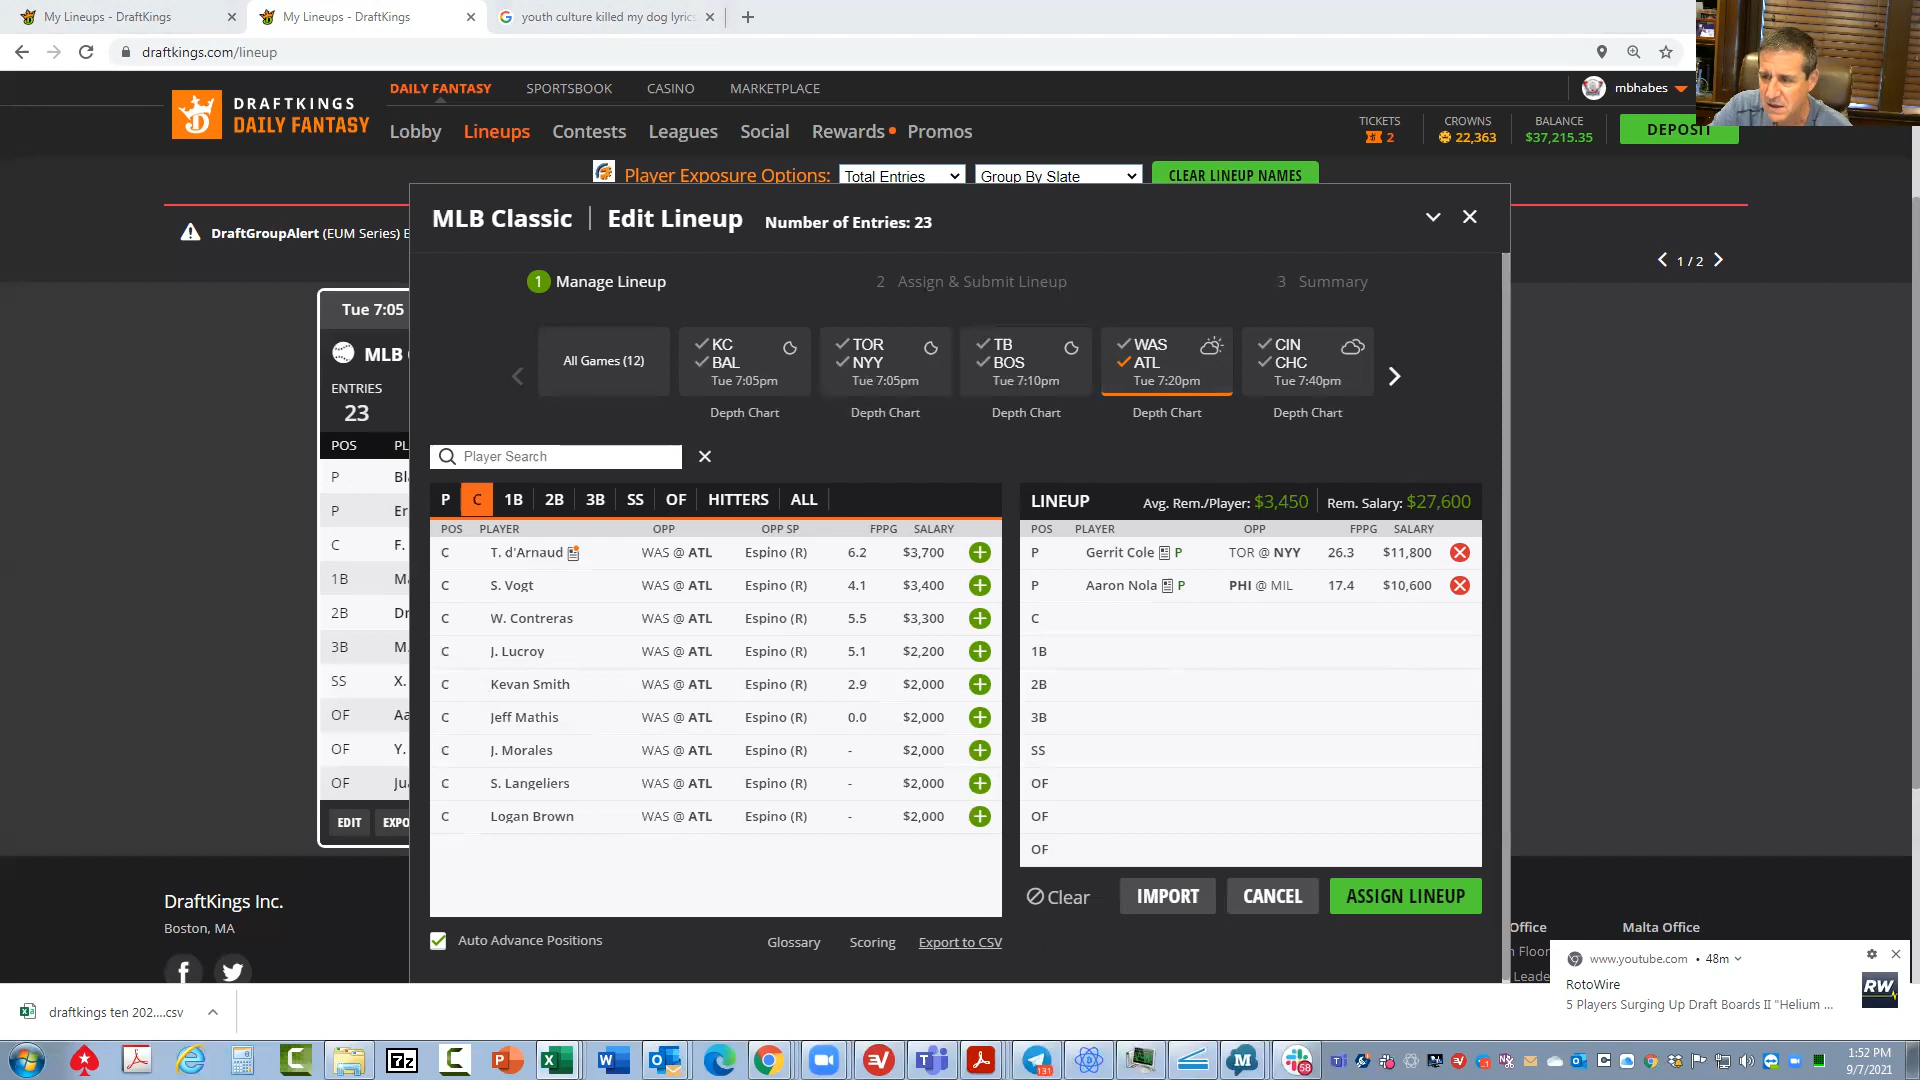 My Lineups - DraftKings
My Lineups - DraftKings
youth culture killed my dog lyrics
draftkings.com/lineup
DRAFTKINGS
DAILY FANTASY
DAILY FANTASY SPORTSBOOK CASINO MARKETPLACE
mbhabes
Lobby Lineups Contests Leagues Social Rewards Promos
TICKETS CROWNS BALANCE
2 22,363 $37,215.35
DEPOSIT
Player Exposure Options: Total Entries Group By Slate CLEAR LINEUP NAMES
DraftGroupAlert (EUM Series) E
1 / 2
MLB Classic | Edit Lineup Number of Entries: 23
1 Manage Lineup 2 Assign & Submit Lineup 3 Summary
All Games (12)
KC
BAL
Tue 7:05pm
Depth Chart
TOR
NYY
Tue 7:05pm
Depth Chart
TB
BOS
Tue 7:10pm
Depth Chart
WAS
ATL
Tue 7:20pm
Depth Chart
CIN
CHC
Tue 7:40pm
Depth Chart
Tue 7:05
MLB
ENTRIES
23
POS PL
P Bl
P Er
C F.
1B Ma
2B Dr
3B M.
SS X.
OF Aa
OF Y.
OF Ju
EDIT EXPO
Player Search
P C 1B 2B 3B SS OF HITTERS ALL
POS PLAYER OPP OPP SP FPPG SALARY
C T. d'Arnaud WAS @ ATL Espino (R) 6.2 $3,700
C S. Vogt WAS @ ATL Espino (R) 4.1 $3,400
C W. Contreras WAS @ ATL Espino (R) 5.5 $3,300
C J. Lucroy WAS @ ATL Espino (R) 5.1 $2,200
C Kevan Smith WAS @ ATL Espino (R) 2.9 $2,000
C Jeff Mathis WAS @ ATL Espino (R) 0.0 $2,000
C J. Morales WAS @ ATL Espino (R) - $2,000
C S. Langeliers WAS @ ATL Espino (R) - $2,000
C Logan Brown WAS @ ATL Espino (R) - $2,000
LINEUP Avg. Rem./Player: $3,450 Rem. Salary: $27,600
POS PLAYER OPP FPPG SALARY
P Gerrit Cole P TOR @ NYY 26.3 $11,800
P Aaron Nola P PHI @ MIL 17.4 $10,600
C
1B
2B
3B
SS
OF
OF
OF
Clear IMPORT CANCEL ASSIGN LINEUP
Auto Advance Positions Glossary Scoring Export to CSV
DraftKings Inc.
Boston, MA
Office
n Floor
Leade
Malta Office
www.youtube.com • 48m
RotoWire
5 Players Surging Up Draft Boards II "Helium ...
RW
draftkings ten 202....csv
131
58
1:52 PM
9/7/2021